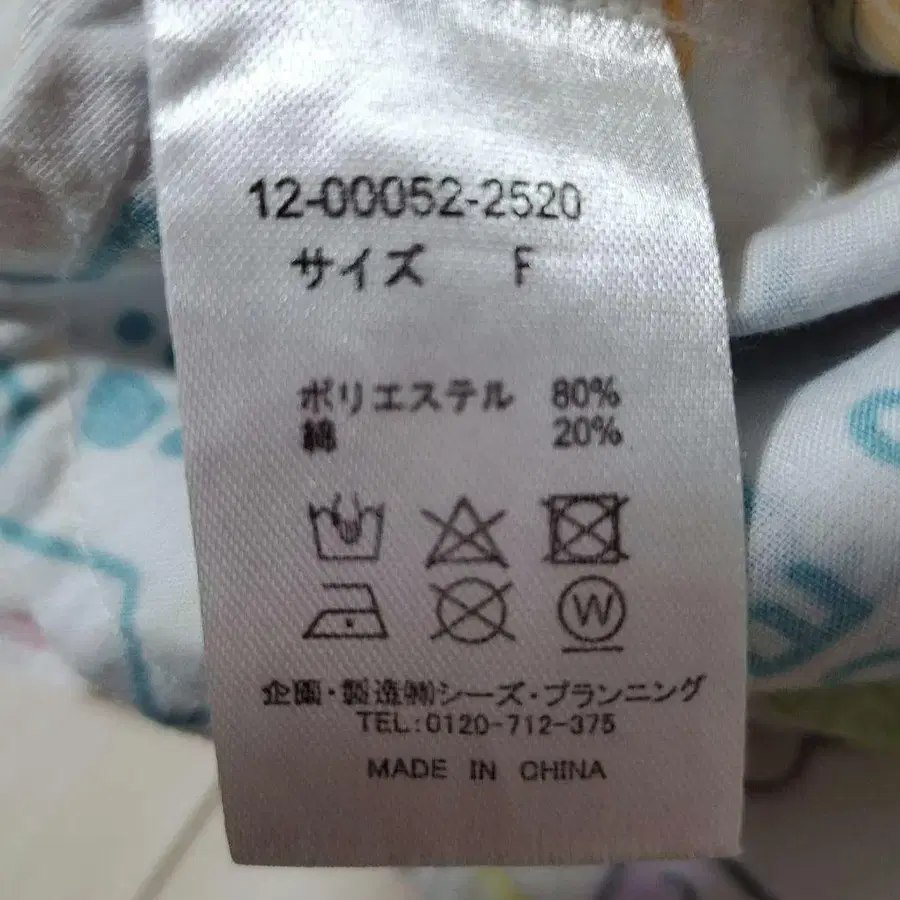 12-00052-2520
サイズ F
ポリエステル 80%
綿 20%
W
企画・製造㈱シーズ・プランニング
TEL:0120-712-375
MADE IN CHINA